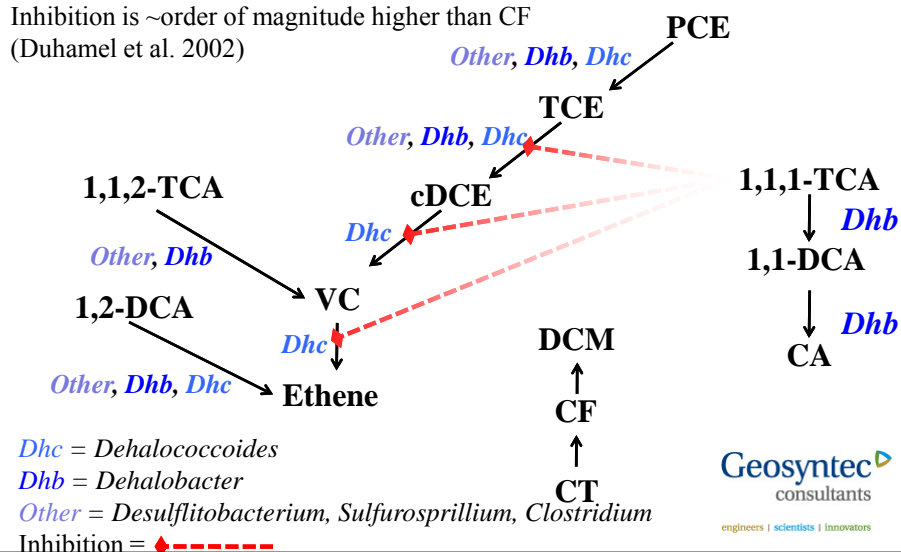 Inhibition is ~order of magnitude higher than CF
(Duhamel et al. 2002)
PCE
Other, Dhb, Dhc
TCE
Other, Dhb, Dhc
1,1,2-TCA
cDCE
1,1,1-TCA
Dhb
Dhc
Other, Dhb
1,1-DCA
1,2-DCA
VC
Dhb
Dhc
DCM
CA
Other, Dhb, Dhc
Ethene
CF
Dhc = Dehalococcoides
Dhb = Dehalobacter
CT
Other = Desulflitobacterium, Sulfurosprillium, Clostridium
Inhibition =
Geosyntec
consultants
engineers | scientists | innovators